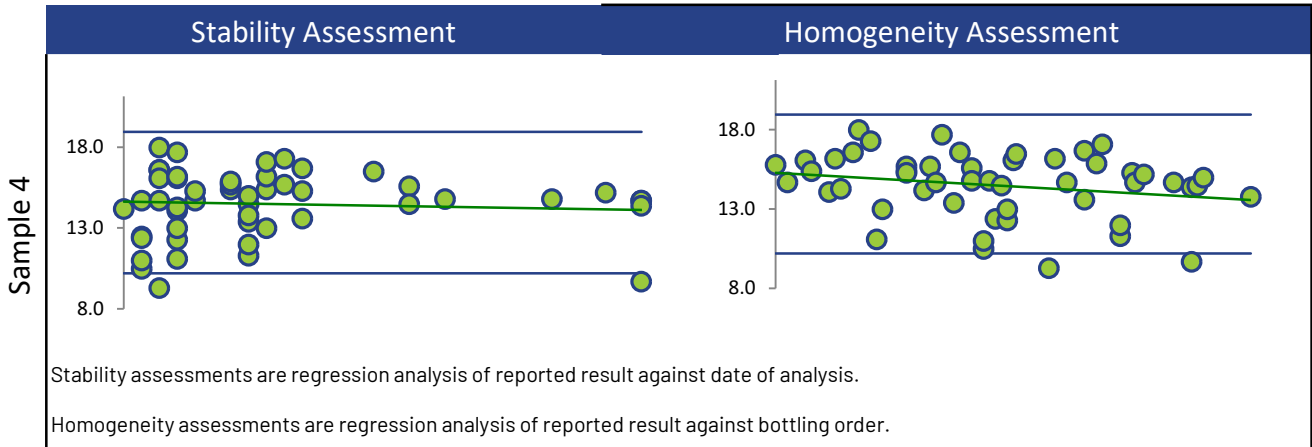 Stability Assessment
Homogeneity Assessment
Sample 4
18.0
13.0
8.0
18.0
13.0
8.0
Stability assessments are regression analysis of reported result against date of analysis.
Homogeneity assessments are regression analysis of reported result against bottling order.